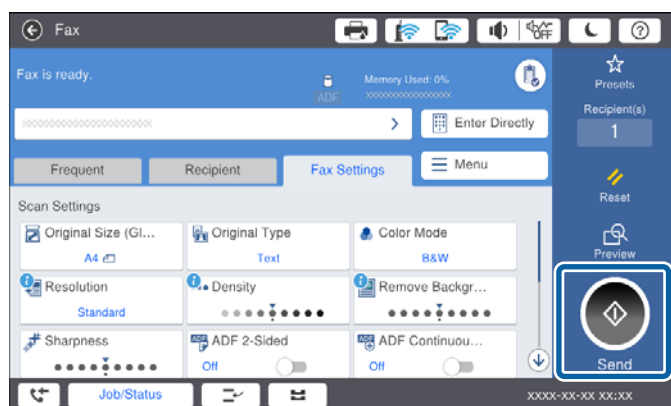 Fax
OFF
?
Fax is ready.
ADF
Memory Used: 0%
xxxxxxxxxxxxxxxxxxx
Presets
Recipient(s)
1
xxxxxxxxxxxxxxxxxxxxxx
Enter Directly
Frequent
Recipient
Fax Settings
Menu
Reset
Scan Settings
Original Size (Gl...
A4
Original Type
Text
Color Mode
B&W
Preview
Resolution
Standard
Density
Remove Backgr...
Sharpness
ADF 2-Sided
Off
ADF Continuou...
Off
Send
Job/Status
xxxx-xx-xx xx:xx